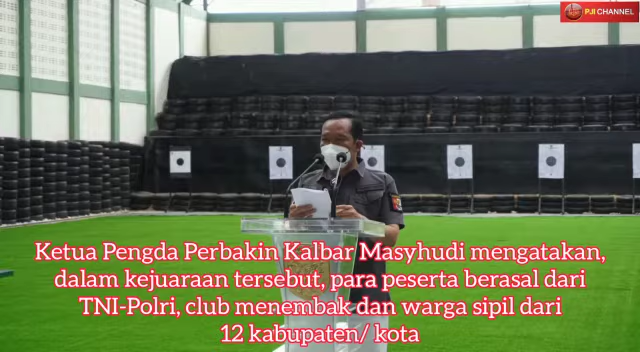 PJI CHANNEL
Ketua Pengda Perbakin Kalbar Masyhudi mengatakan,
dalam kejuaraan tersebut, para peserta berasal dari
TNI-Polri, club menembak dan warga sipil dari
12 kabupaten/ kota